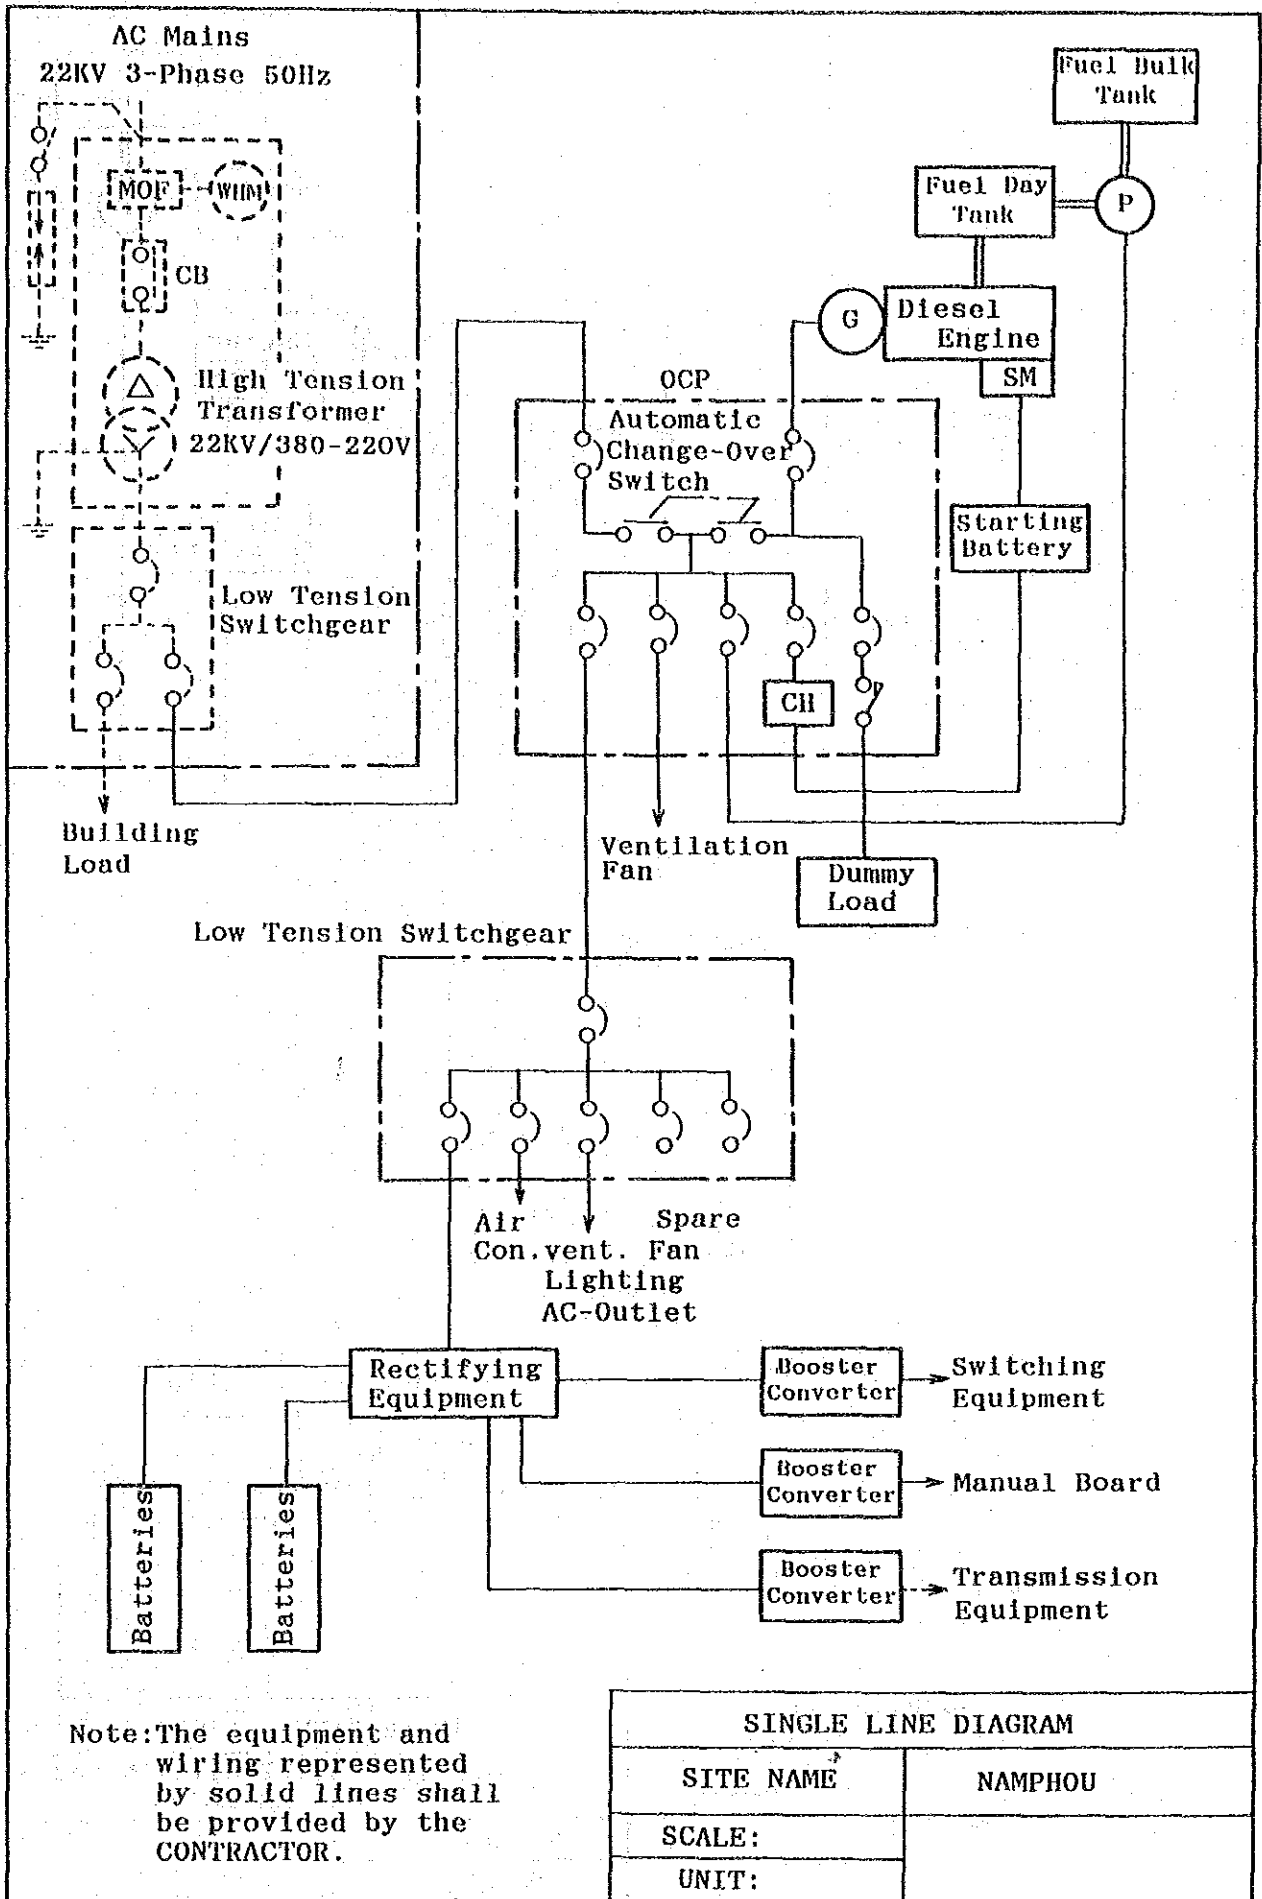 AC Mains
22KV 3-Phase 50Hz
MOF
WHM
CB
High Tension
Transformer
22KV/380-220V
Low Tension
Switchgear
Building
Load
Fuel Bulk
Tank
Fuel Day
Tank
P
G
Diesel
Engine
SM
OCP
Automatic
Change-Over
Switch
Starting
Battery
CH
Ventilation
Fan
Dummy
Load
Low Tension Switchgear
Air
Con.
vent. Fan
Lighting
AC-Outlet
Spare
Rectifying
Equipment
Booster
Converter
Switching
Equipment
Booster
Converter
Manual Board
Booster
Converter
Transmission
Equipment
Batteries
Batteries
Note:The equipment and
wiring represented
by solid lines shall
be provided by the
CONTRACTOR.
SINGLE LINE DIAGRAM
SITE NAME
NAMPHOU
SCALE:
UNIT: